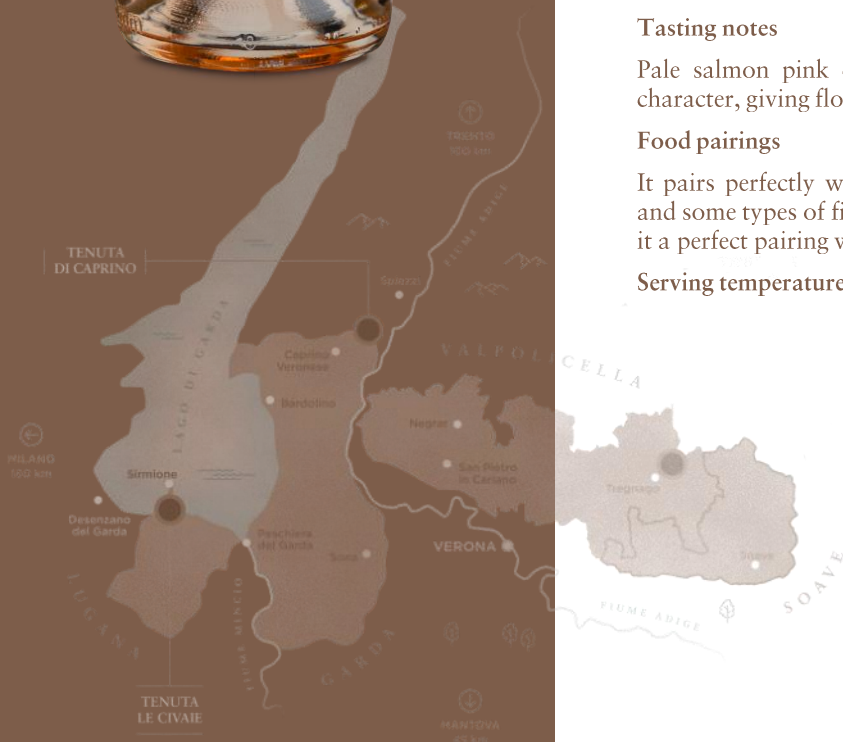 Tasting notes
Pale salmon pink
character, giving flo
Food pairings
It pairs perfectly w
and some types of fi
it a perfect pairing w
Serving temperature
TRENTO
100 km
FIUME ADIGE
TENUTA
DI CAPRINO
Spiazzi
LAGO DI GARDA
Caprino
Veronese
VALPOLICELLA
Bardolino
Negrar
MILANO
San Pietro
in Cariano
Sirmione
Tregnago
Desenzano
del Garda
Peschiera
del Garda
Sona
VERONA
Soave
SOAVE
LUGANA
FIUME MINCIO
FIUME ADIGE
GARDA
TENUTA
LE CIVAIE
MANTOVA